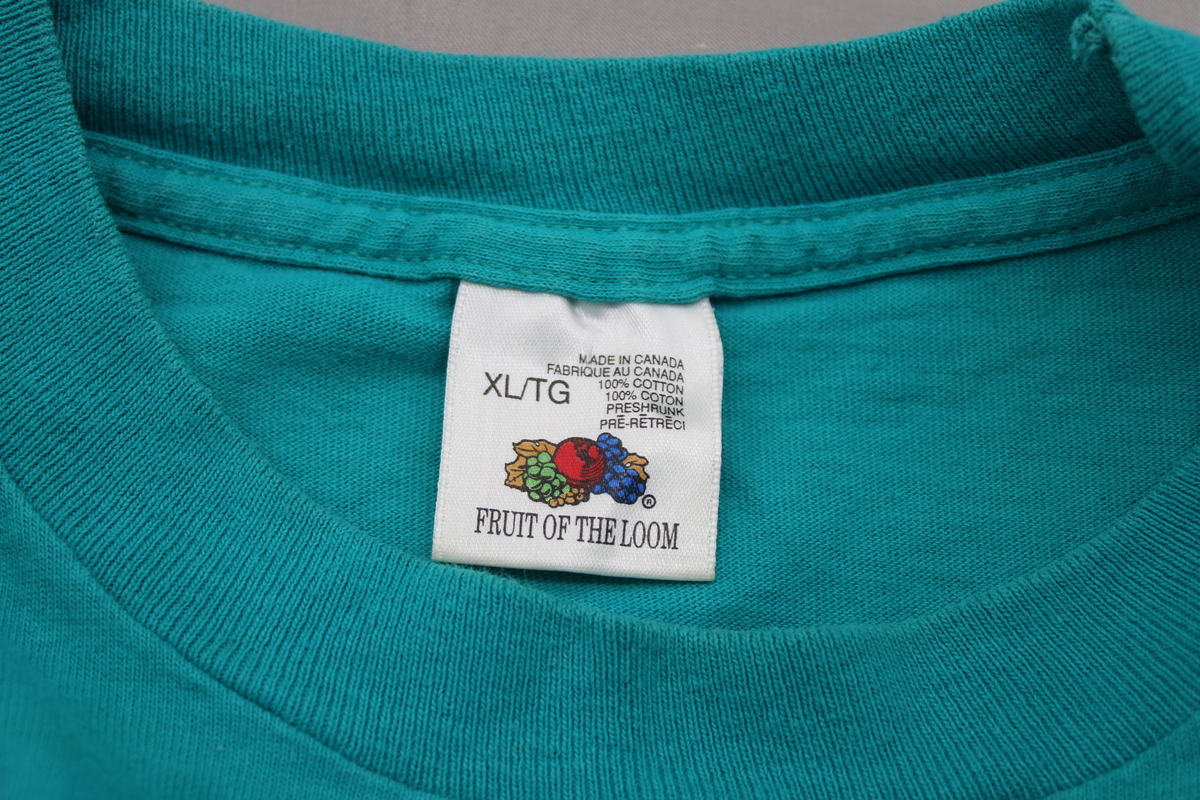 MADE IN CANADA
FABRIQUE AU CANADA
XL/TG
100% COTTON
100% COTON
PRESHRUNK
PRÉ-RÉTRÉCI
®
FRUIT OF THE LOOM